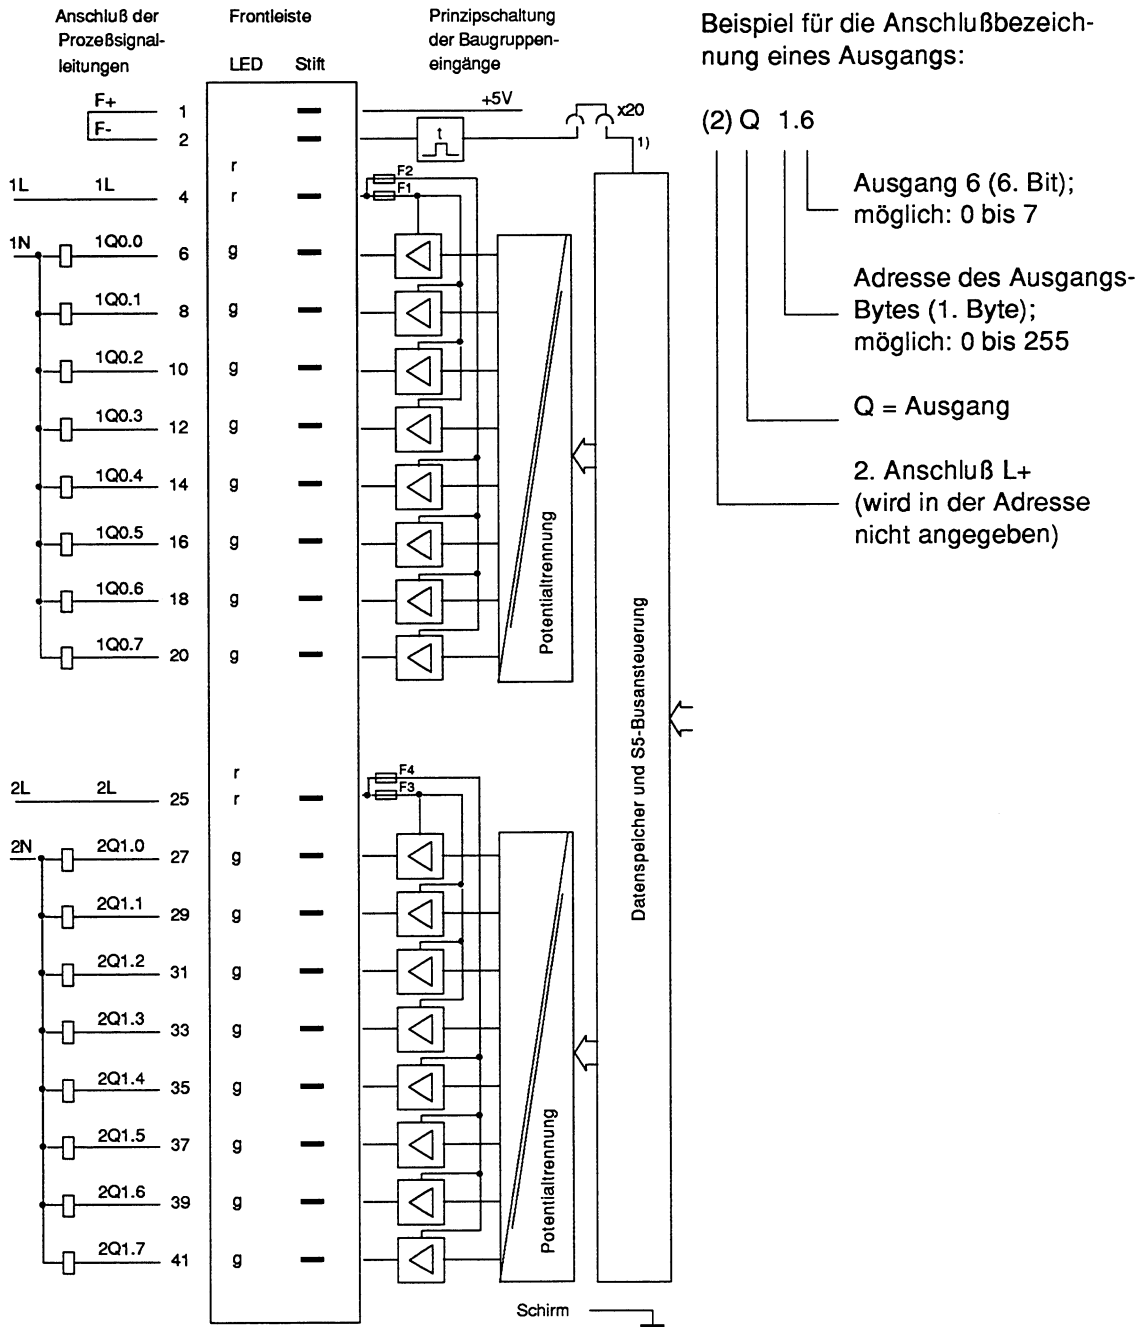 Anschluß der
Prozeßsignal-
leitungen
Frontleiste
LED Stift
Prinzipschaltung
der Baugruppen-
eingänge
Beispiel für die Anschlußbezeich-
nung eines Ausgangs:
(2) Q 1.6
Ausgang 6 (6. Bit);
möglich: 0 bis 7
Adresse des Ausgangs-
Bytes (1. Byte);
möglich: 0 bis 255
Q = Ausgang
2. Anschluß L+
(wird in der Adresse
nicht angegeben)
F+ 1 +5V x20
F- 2 t 1)
r F2
1L 1L 4 r F1
1N 1Q0.0 6 g
1Q0.1 8 g
1Q0.2 10 g
1Q0.3 12 g
1Q0.4 14 g
1Q0.5 16 g
1Q0.6 18 g
1Q0.7 20 g
Potentialtrennung
Datenspeicher und S5-Busansteuerung
r F4
2L 2L 25 r F3
2N 2Q1.0 27 g
2Q1.1 29 g
2Q1.2 31 g
2Q1.3 33 g
2Q1.4 35 g
2Q1.5 37 g
2Q1.6 39 g
2Q1.7 41 g
Potentialtrennung
Schirm